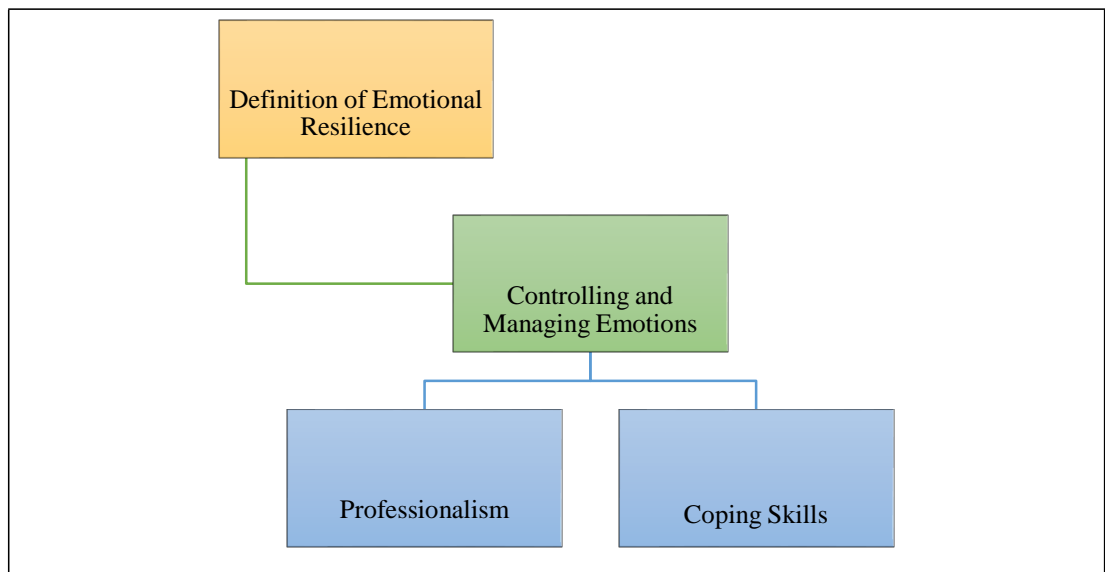 Definition of Emotional
Resilience
Controlling and
Managing Emotions
Professionalism
Coping Skills